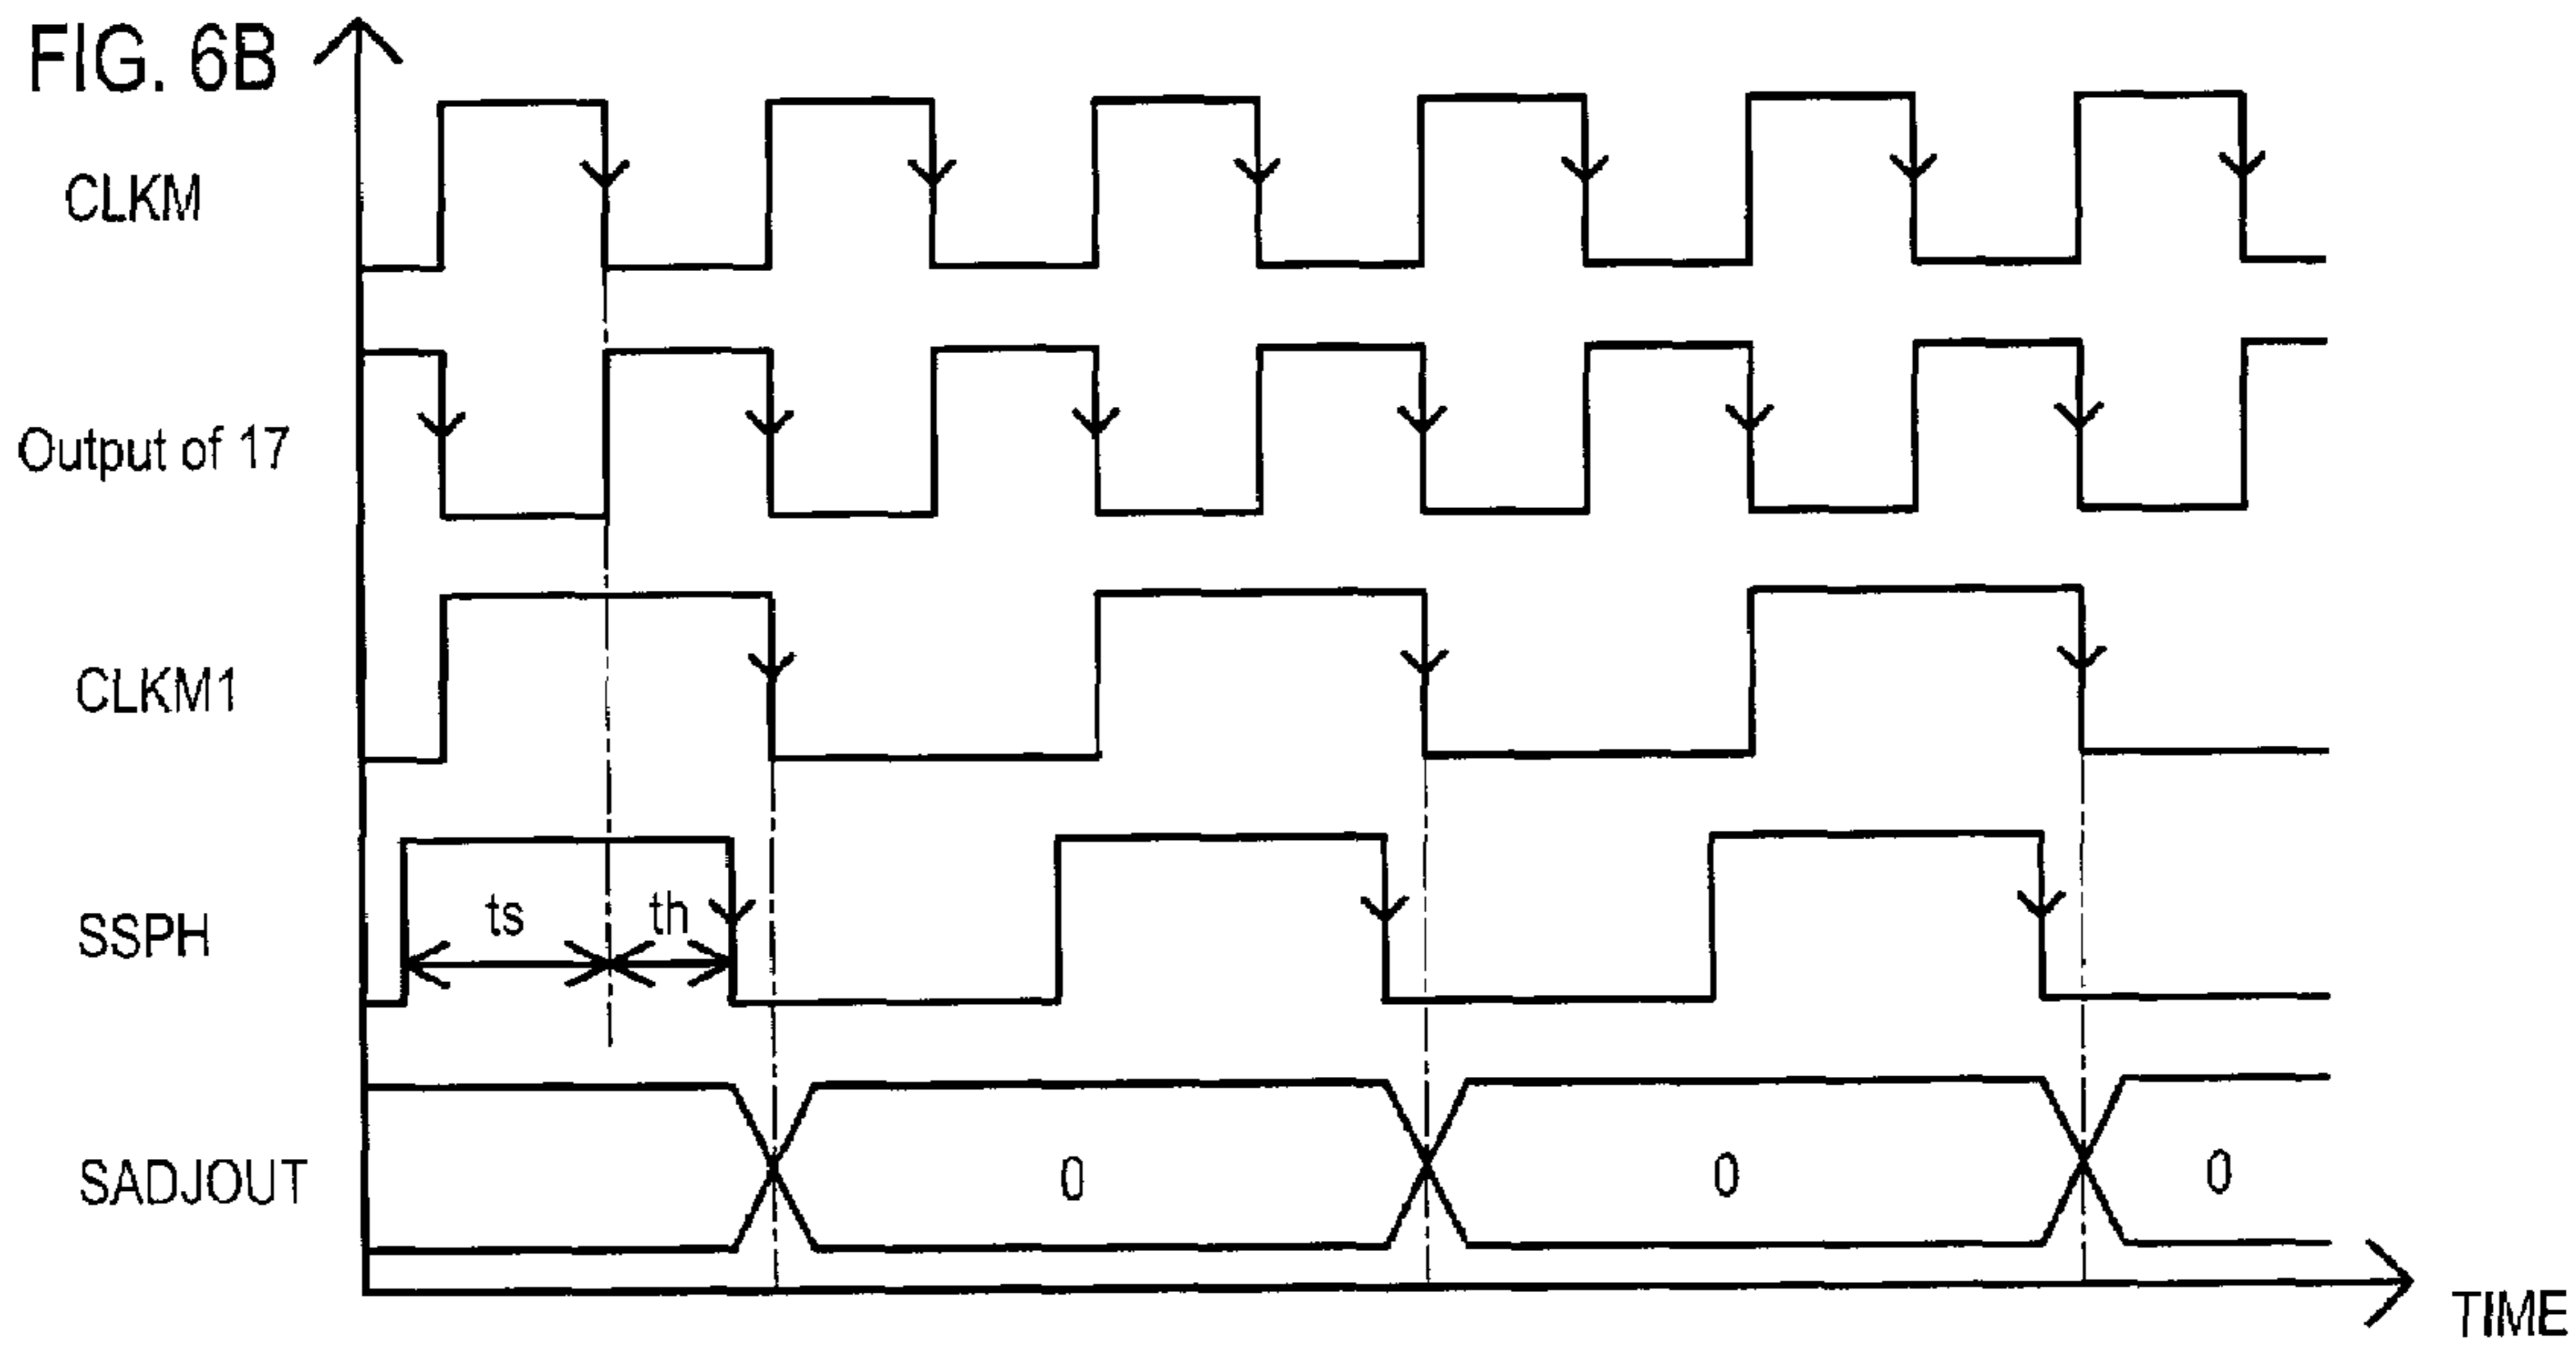 FIG. 6B
CLKM
Output of 17
CLKM1
SSPH
ts
th
SADJOUT
0
0
0
TIME